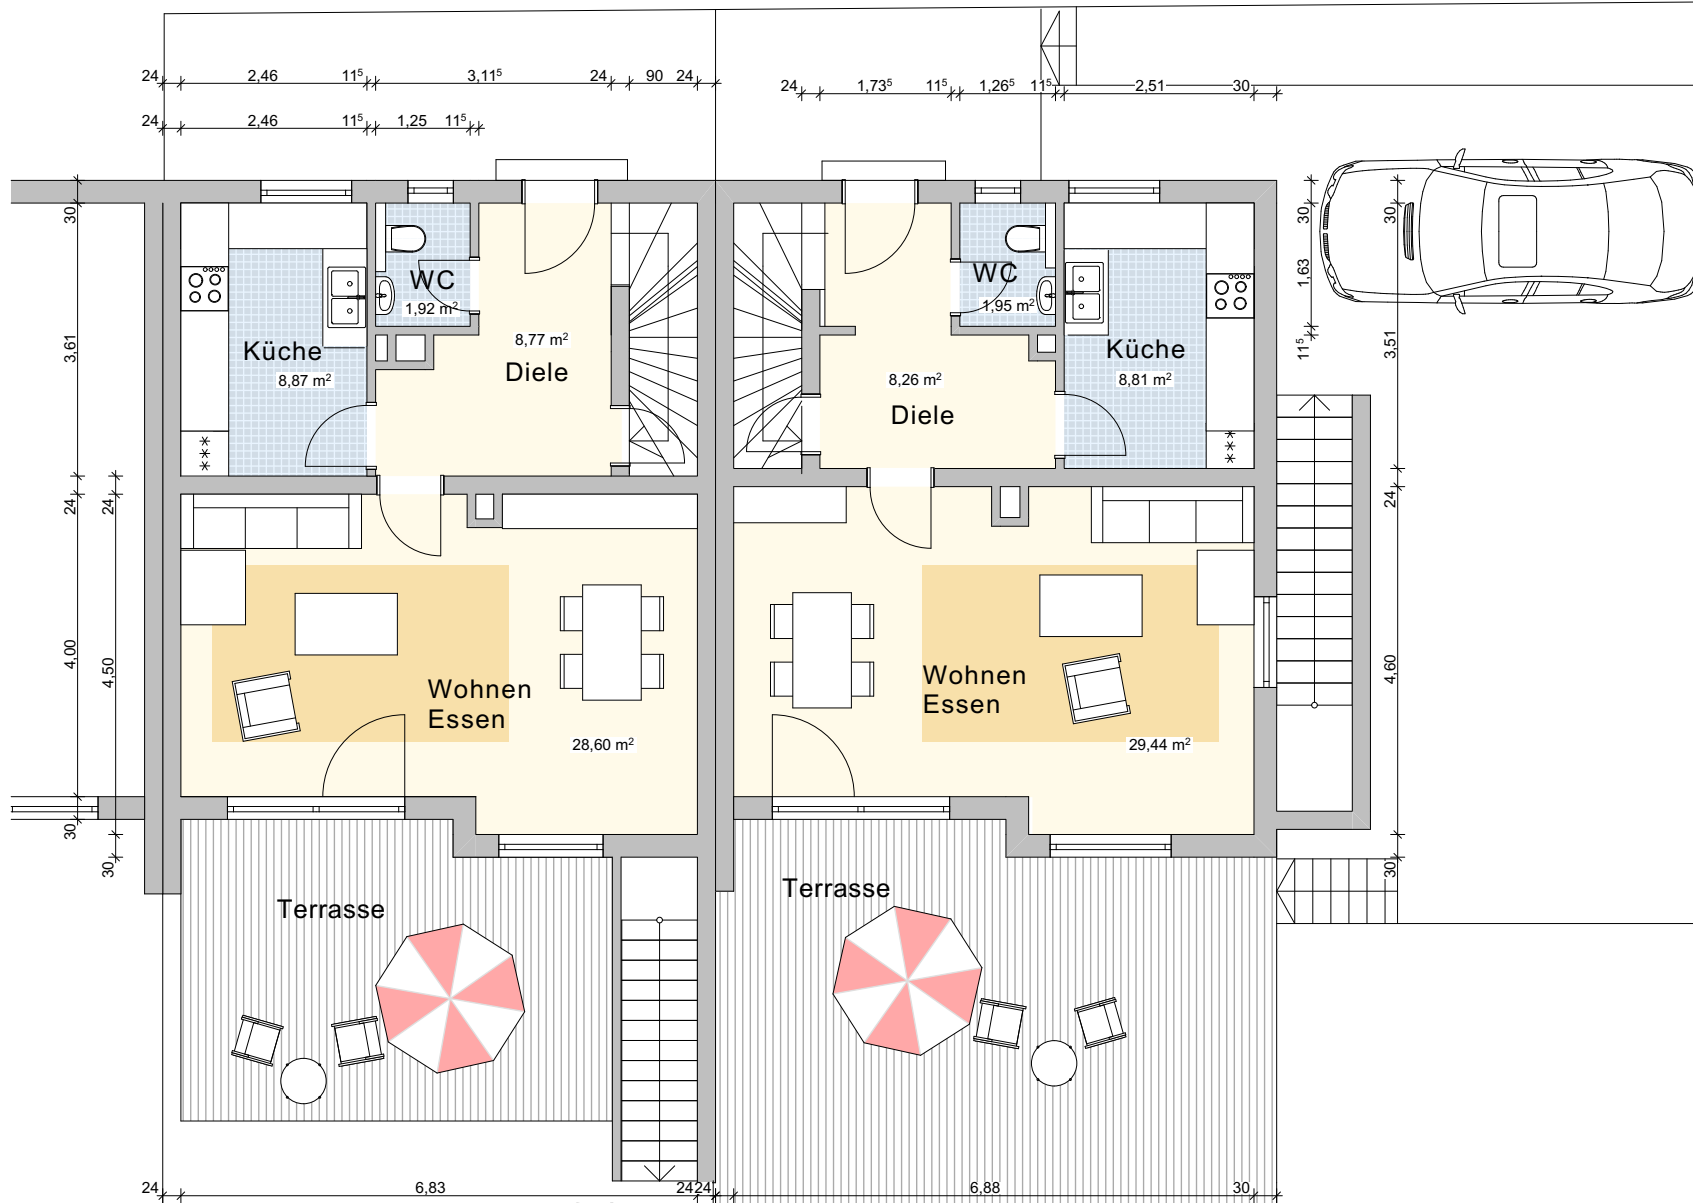 24 2,46 11⁵ 3,11⁵ 24 90 24
24 1,73⁵ 11⁵ 1,26⁵ 11⁵ 2,51 30
24 2,46 11⁵ 1,25 11⁵
30
3,61
24
24
4,00
4,50
30
30
WC
1,92 m²
Küche
8,87 m²
8,77 m²
Diele
WC
1,95 m²
Küche
8,81 m²
8,26 m²
Diele
30
30
1,63
11⁵
3,51
24
4,60
30
Wohnen
Essen
28,60 m²
Wohnen
Essen
29,44 m²
Terrasse
Terrasse
24 6,83 24 24 6,88 30